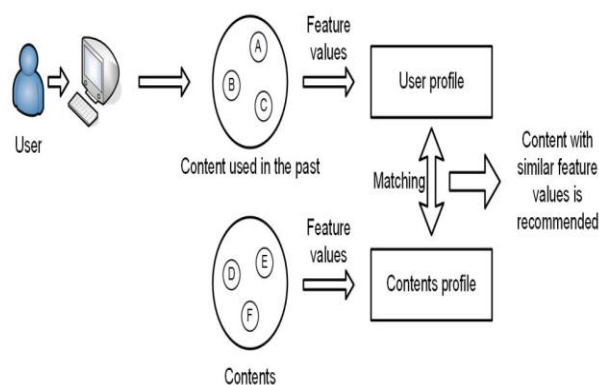 Feature
values
A
B
C
User profile
User
Content used in the past
Matching
Content with
similar feature
values is
recommended
Feature
values
D
E
F
Contents profile
Contents